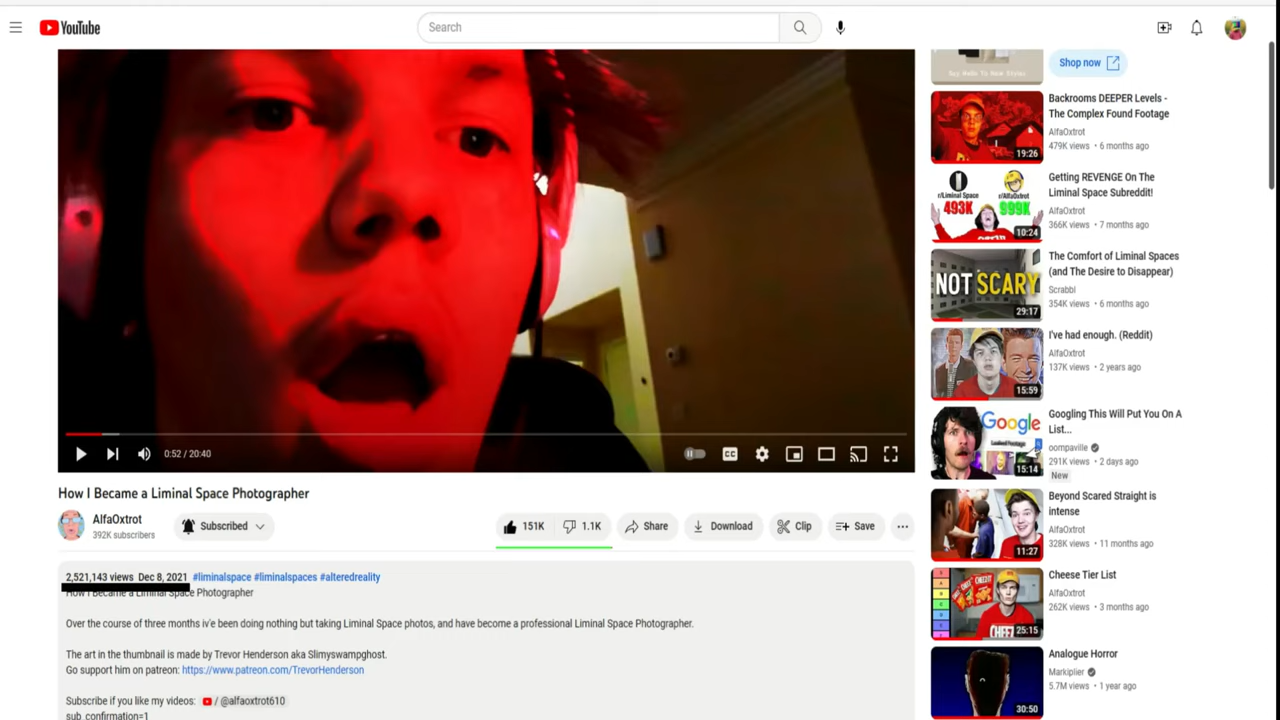 YouTube
Search
Say Hello To New Styles.
Shop now
Backrooms DEEPER Levels -
The Complex Found Footage
AlfaOxtrot
479K views • 6 months ago
19:26
Getting REVENGE On The
Liminal Space Subreddit!
AlfaOxtrot
366K views • 7 months ago
r/Liminal Space
493K
r/AlfaOxtrot
999K
10:24
The Comfort of Liminal Spaces
(and The Desire to Disappear)
Scrabbl
354K views • 6 months ago
NOT SCARY
29:17
I've had enough. (Reddit)
AlfaOxtrot
137K views • 2 years ago
15:59
Googling This Will Put You On A
List...
oompaville
291K views • 2 days ago
New
Google
15:14
Beyond Scared Straight is
intense
AlfaOxtrot
328K views • 11 months ago
11:27
Cheese Tier List
AlfaOxtrot
262K views • 3 months ago
25:15
Analogue Horror
Markiplier
5.7M views • 1 year ago
30:50
0:52 / 20:40
CC
How I Became a Liminal Space Photographer
AlfaOxtrot
392K subscribers
Subscribed
151K
1.1K
Share
Download
Clip
Save
2,521,143 views Dec 8, 2021 #liminalspace #liminalspaces #alteredreality
How I Became a Liminal Space Photographer
Over the course of three months iv'e been doing nothing but taking Liminal Space photos, and have become a professional Liminal Space Photographer.
The art in the thumbnail is made by Trevor Henderson aka Slimyswampghost.
Go support him on patreon: https://www.patreon.com/TrevorHenderson
Subscribe if you like my videos: / @alfaoxtrot610
sub_confirmation=1